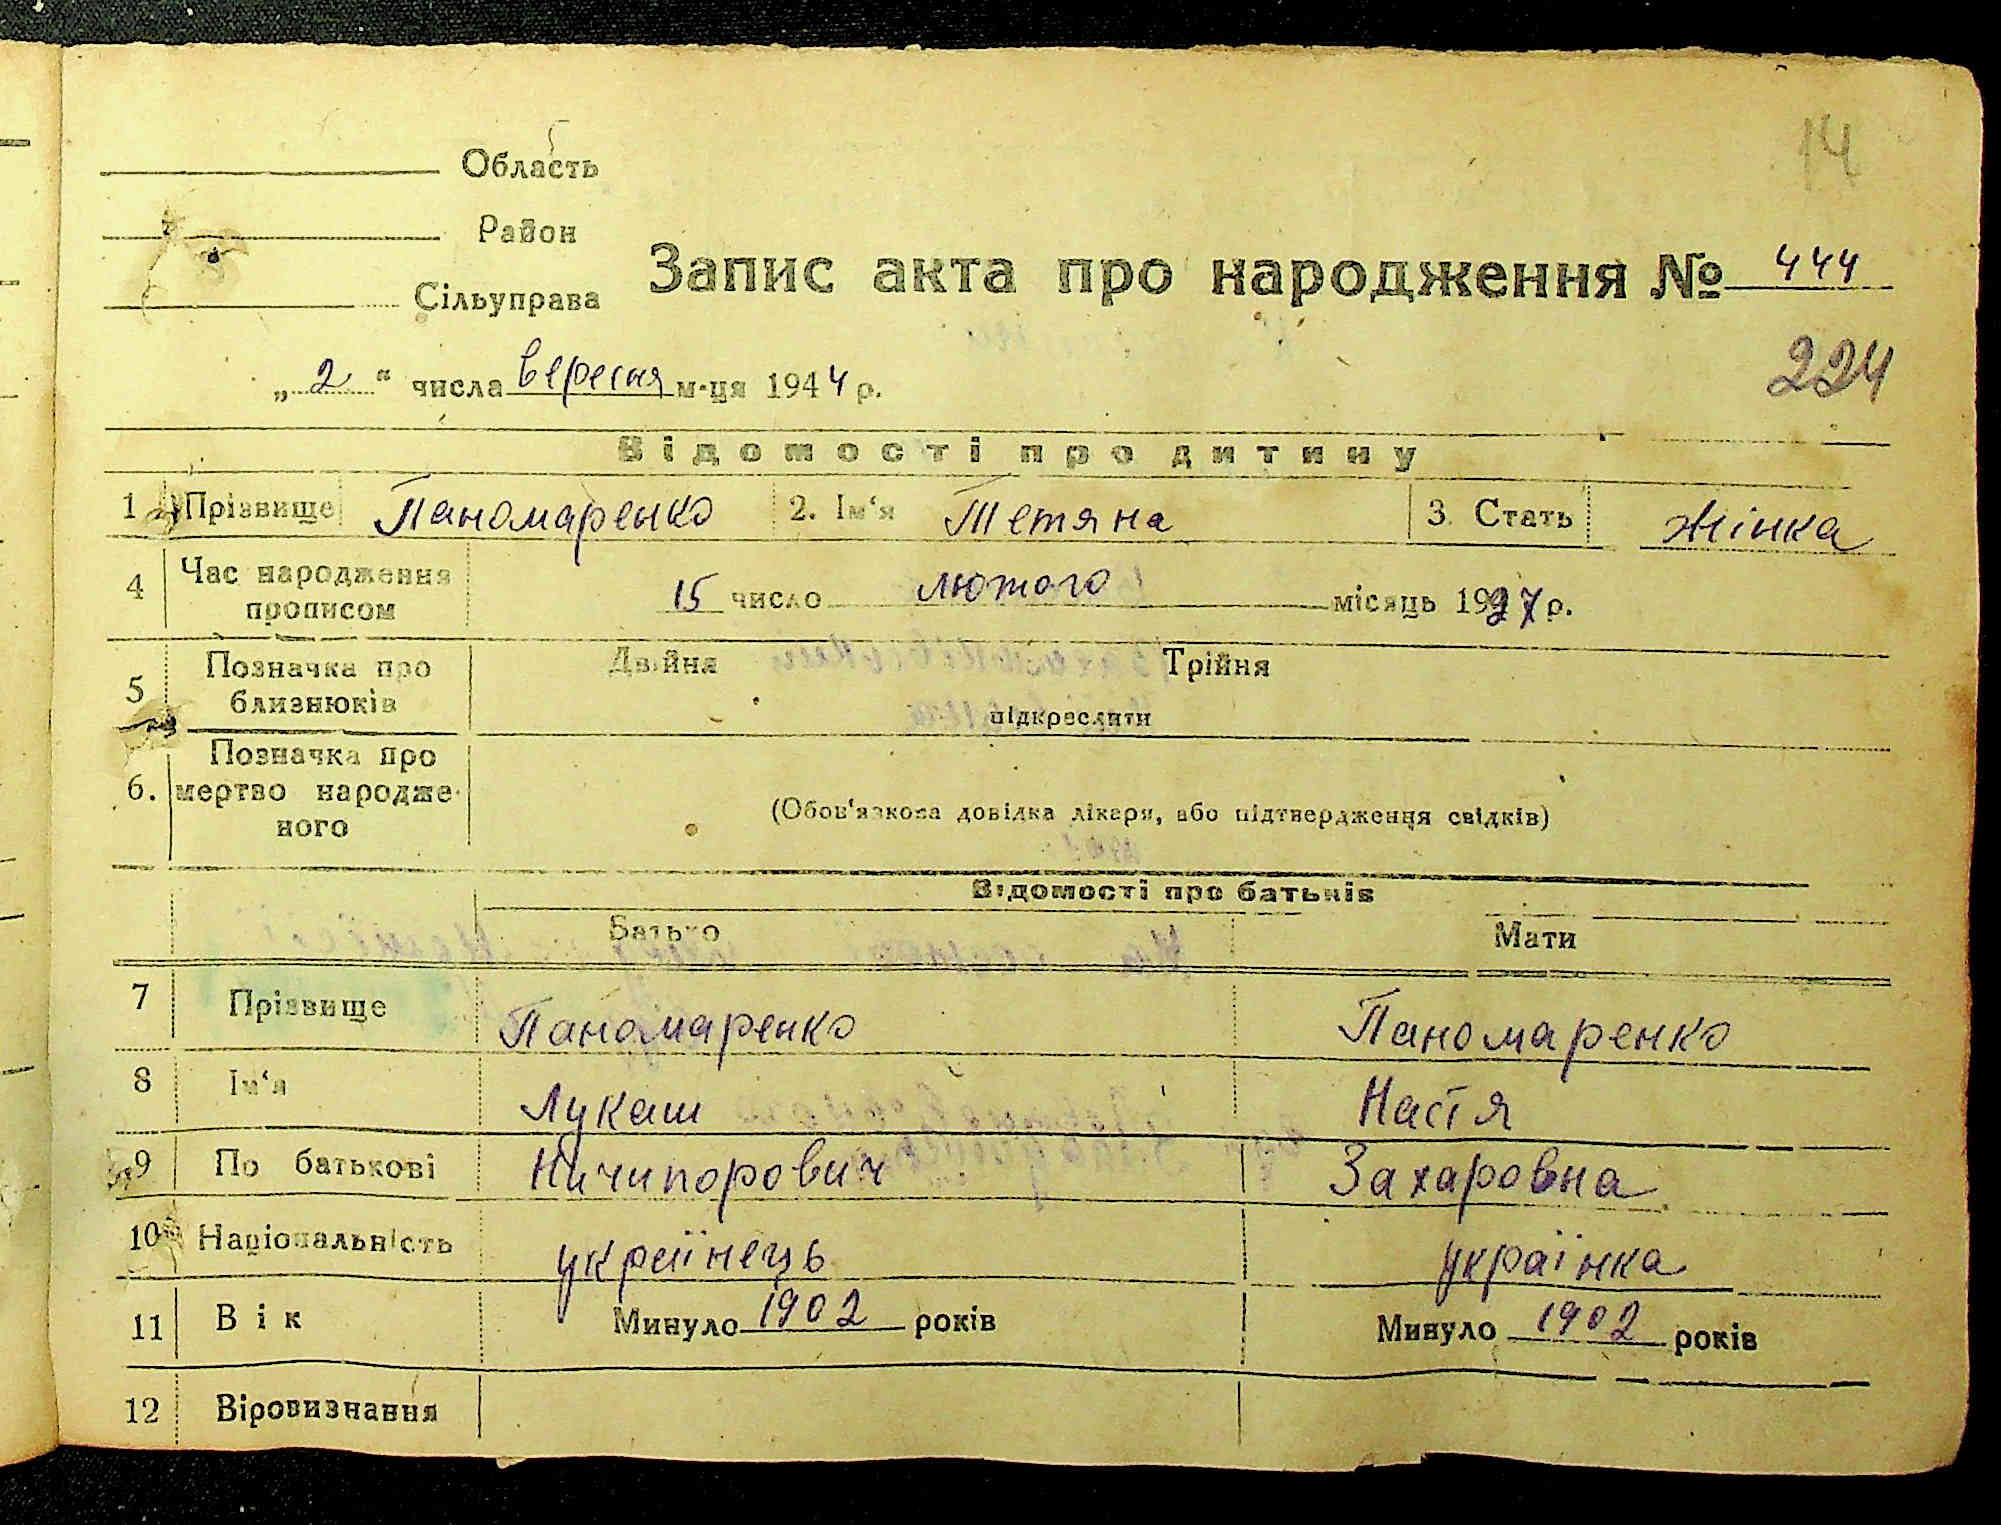 14
Область
Район
Сільуправа
Запис акта про народження № 444
224
„2“ числа вересня м-ця 1944 р.
Відомості про дитину
1 Прізвище Паномаренко 2. Ім‘я Тетяна 3. Стать Жінка
4 Час народження прописом 15 число лютого місяць 1927 р.
5 Позначка про близнюків Двійня Трійня
підкреслити
6. Позначка про мертво народже-
ного
(Обов‘язкова довідка лікаря, або підтвердження свідків)
Відомості про батьків
Батько Мати
7 Прізвище Паномаренко Паномаренко
8 Ім‘я Лукаш Настя
9 По батькові Ничипорович Захаровна
10 Національність українець українка
11 Вік Минуло 1902 років Минуло 1902 років
12 Віровизнання